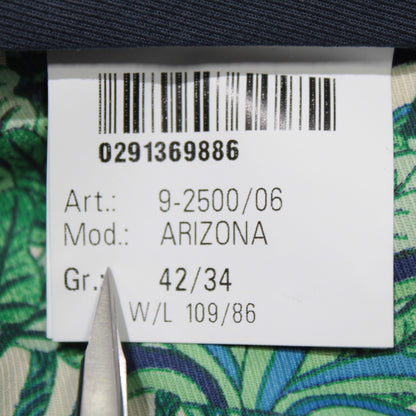 0291369886
Art.: 9-2500/06
Mod.: ARIZONA
Gr.: 42/34
W/L 109/86